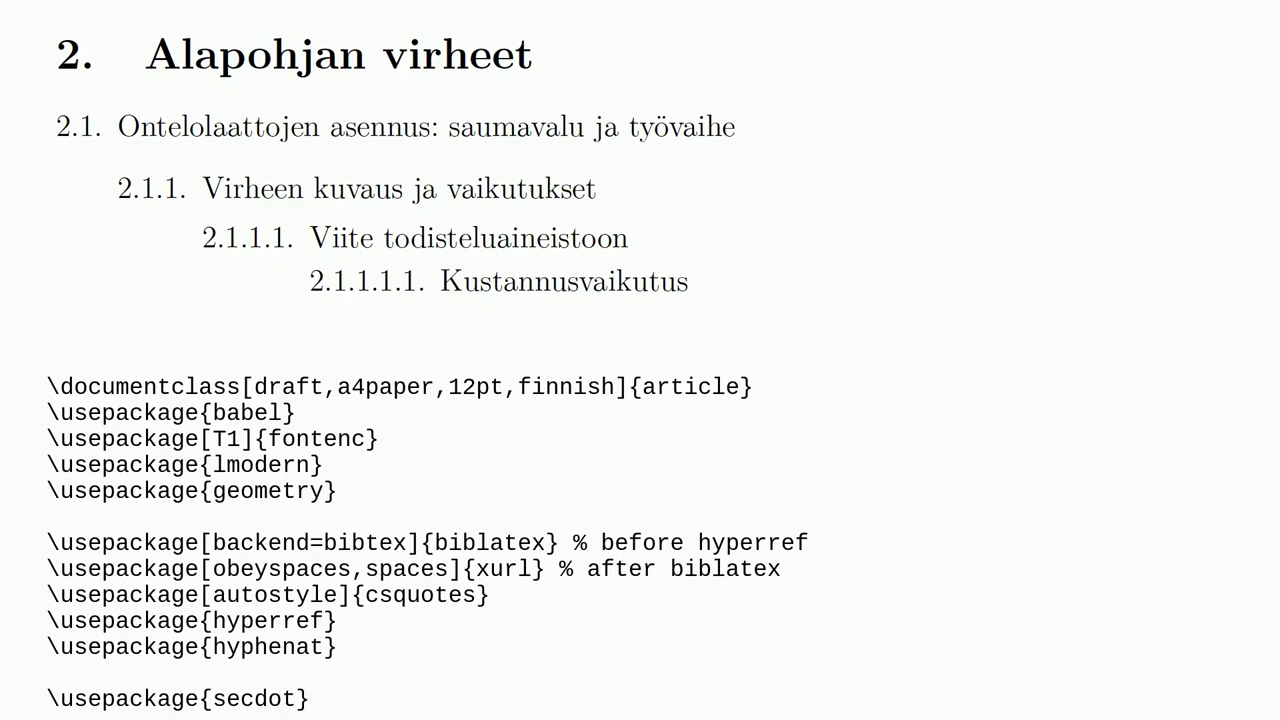 2. Alapohjan virheet
2.1. Ontelolaattojen asennus: saumavalu ja työvaihe
2.1.1. Virheen kuvaus ja vaikutukset
2.1.1.1. Viite todisteluaineistoon
2.1.1.1.1. Kustannusvaikutus
\documentclass[draft,a4paper,12pt,finnish]{article}
\usepackage{babel}
\usepackage[T1]{fontenc}
\usepackage{lmodern}
\usepackage{geometry}
\usepackage[backend=bibtex]{biblatex} % before hyperref
\usepackage[obeyspaces,spaces]{xurl} % after biblatex
\usepackage[autostyle]{csquotes}
\usepackage{hyperref}
\usepackage{hyphenat}
\usepackage{secdot}